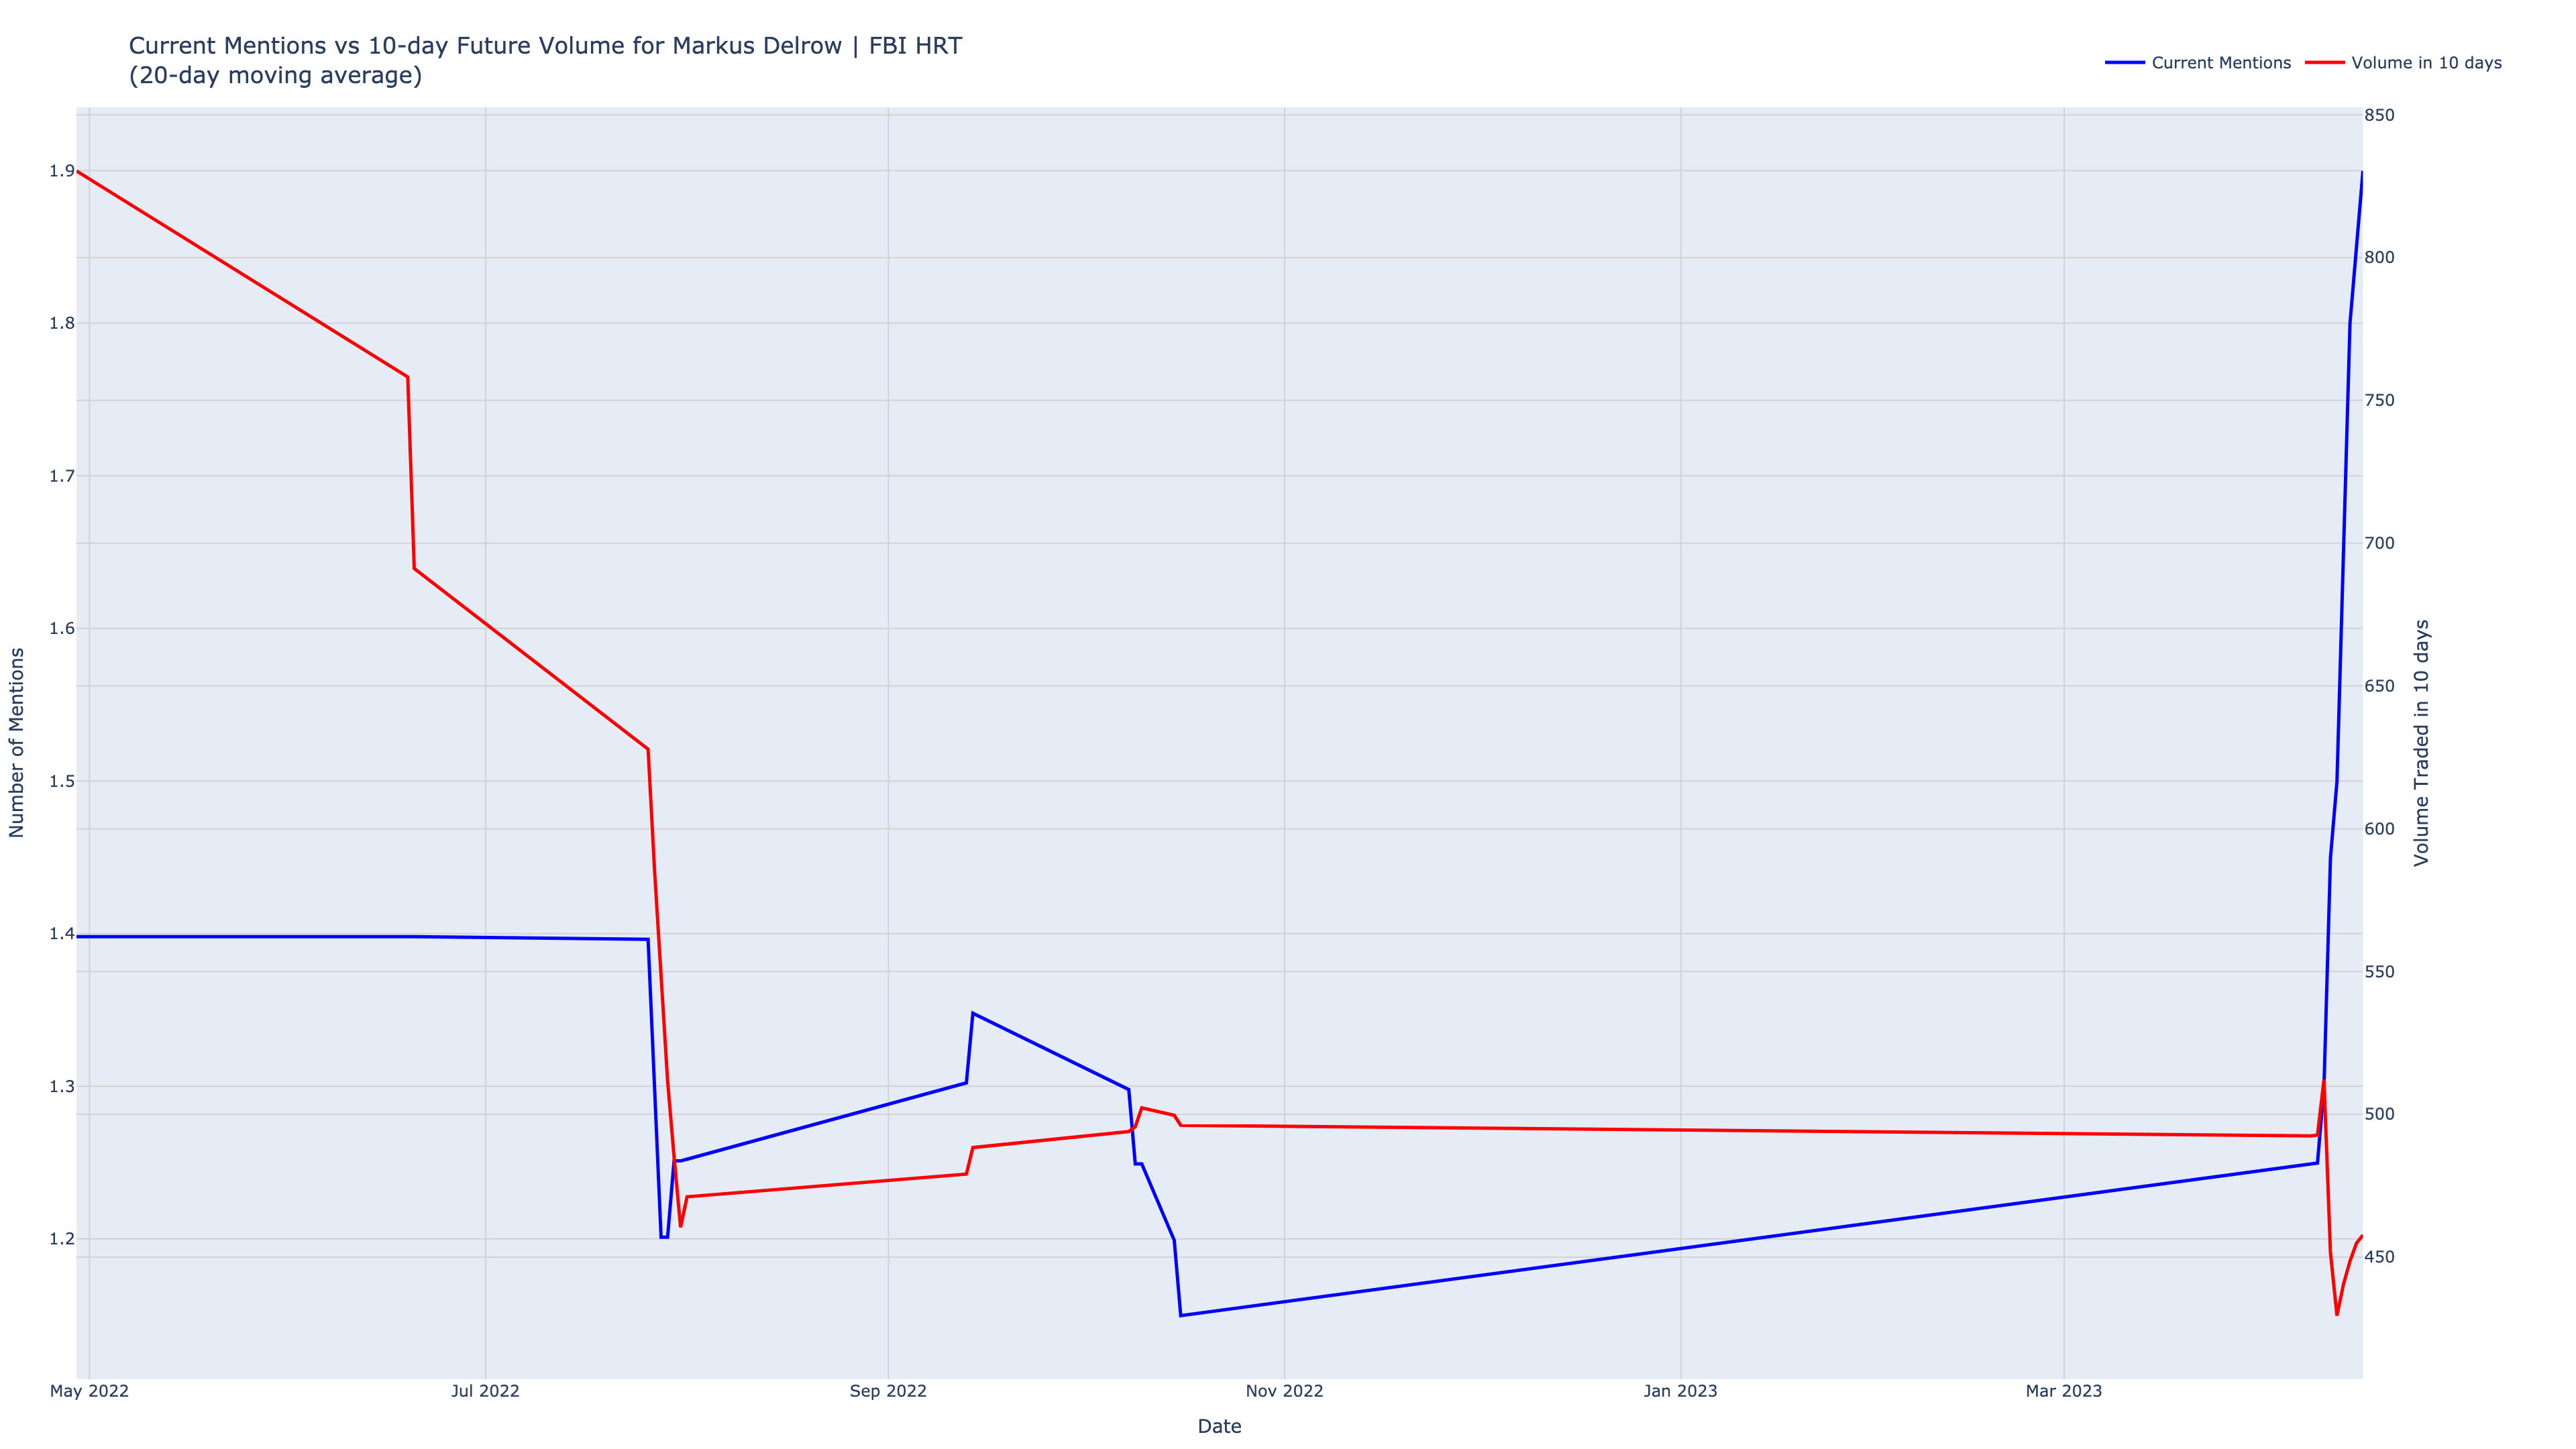 Current Mentions vs 10-day Future Volume for Markus Delrow | FBI HRT
(20-day moving average)
Current Mentions
Volume in 10 days
1.9
1.8
1.7
1.6
1.5
1.4
1.3
1.2
Number of Mentions
850
800
750
700
650
600
550
500
450
Volume Traded in 10 days
May 2022
Jul 2022
Sep 2022
Nov 2022
Jan 2023
Mar 2023
Date